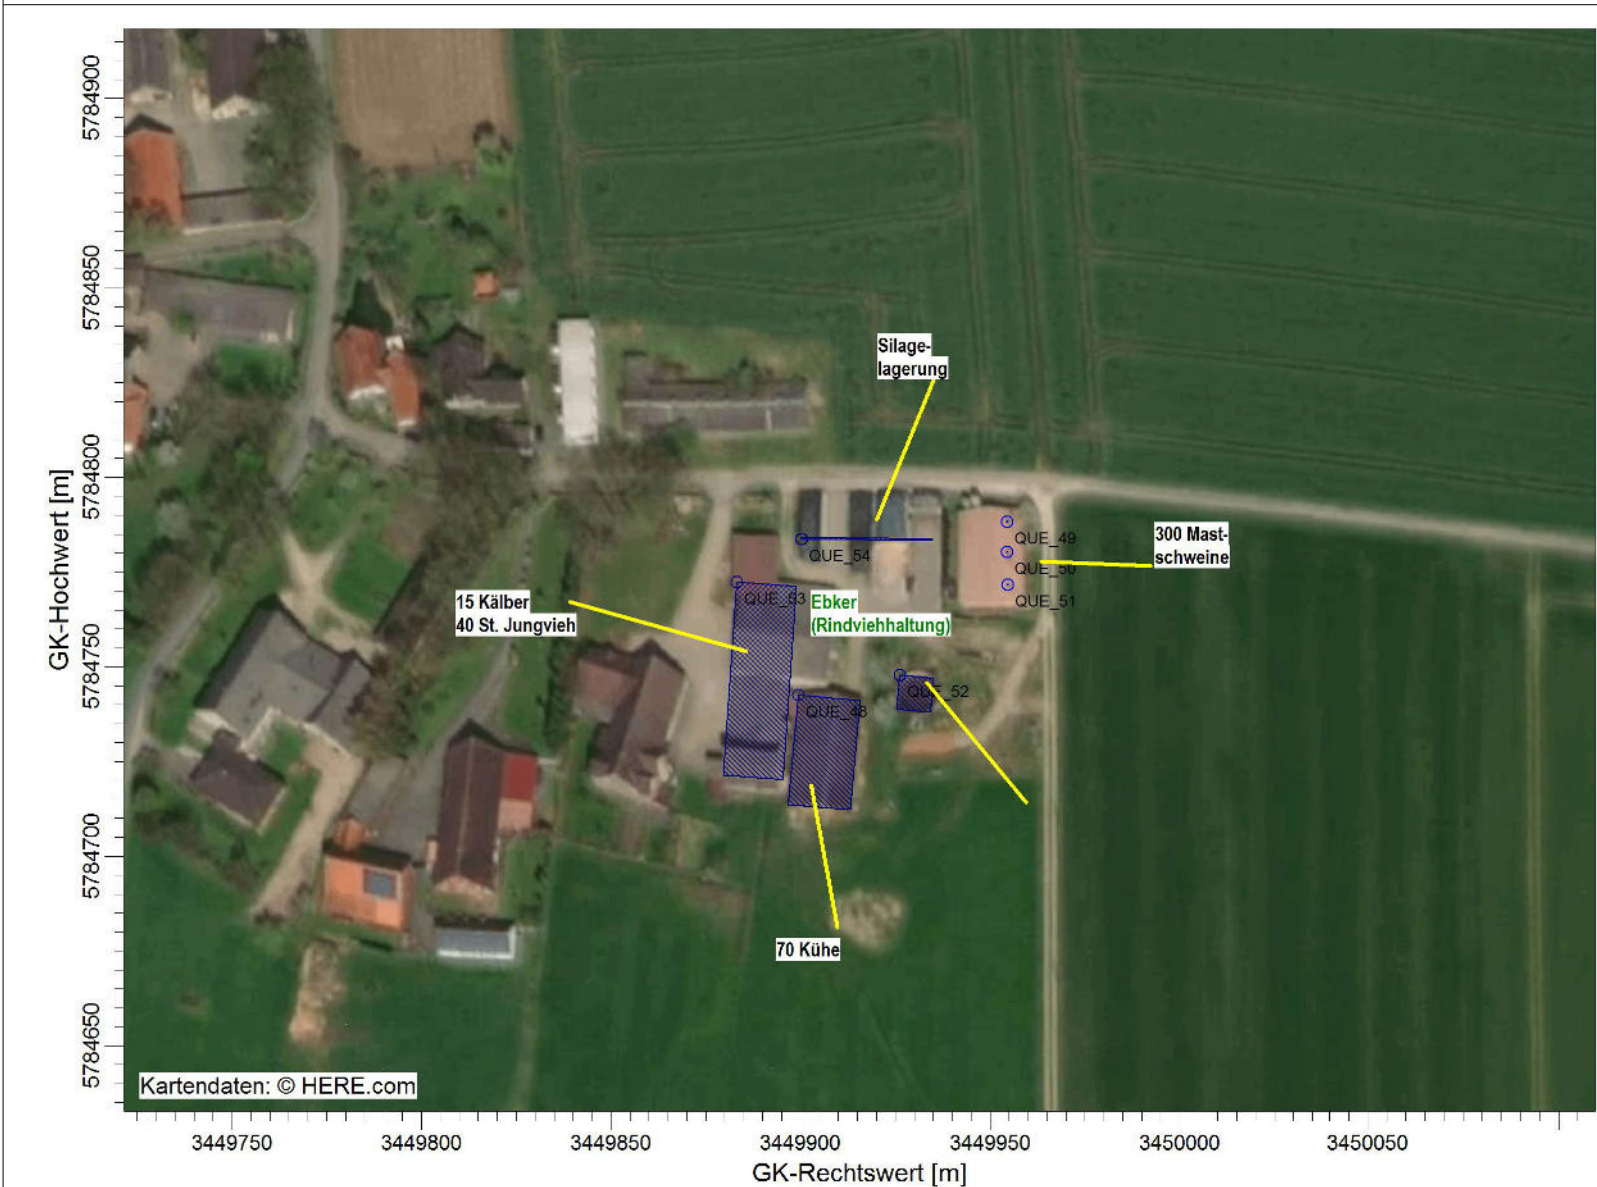 5784900
5784850
5784800
5784750
5784700
5784650
GK-Hochwert [m]
Silage-
lagerung
QUE_49
QUE_50
QUE_51
300 Mast-
schweine
QUE_54
QUE_53
15 Kälber
40 St. Jungvieh
Ebker
(Rindviehhaltung)
QUE_52
QUE_48
70 Kühe
Kartendaten: © HERE.com
3449750
3449800
3449850
3449900
3449950
3450000
3450050
GK-Rechtswert [m]